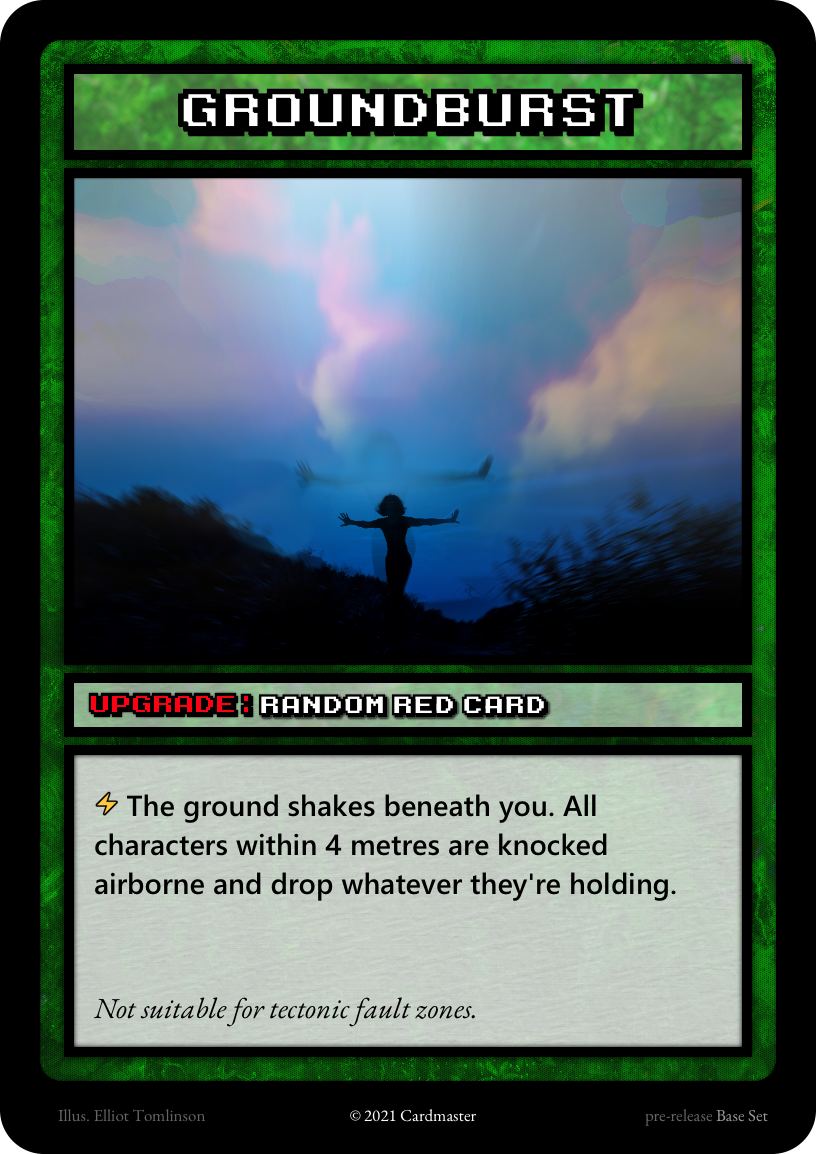 GROUNDBURST
UPGRADE: RANDOM RED CARD
⚡ The ground shakes beneath you. All
characters within 4 metres are knocked
airborne and drop whatever they're holding.
Not suitable for tectonic fault zones.
Illus. Elliot Tomlinson © 2021 Cardmaster pre-release Base Set